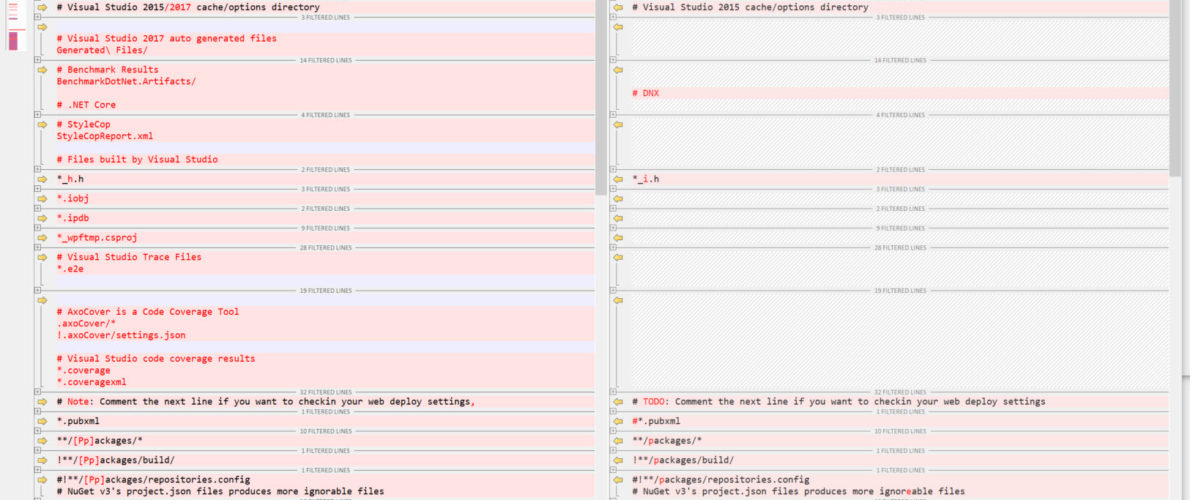 # Visual Studio 2015/2017 cache/options directory
3 FILTERED LINES
# Visual Studio 2017 auto generated files
Generated\ Files/
14 FILTERED LINES
# Benchmark Results
BenchmarkDotNet.Artifacts/
# .NET Core
4 FILTERED LINES
# StyleCop
StyleCopReport.xml
# Files built by Visual Studio
2 FILTERED LINES
*_h.h
3 FILTERED LINES
*.iobj
2 FILTERED LINES
*.ipdb
9 FILTERED LINES
*_wpftmp.csproj
28 FILTERED LINES
# Visual Studio Trace Files
*.e2e
19 FILTERED LINES
# AxoCover is a Code Coverage Tool
.axoCover/*
!.axoCover/settings.json
# Visual Studio code coverage results
*.coverage
*.coveragexml
32 FILTERED LINES
# Note: Comment the next line if you want to checkin your web deploy settings,
1 FILTERED LINES
*.pubxml
10 FILTERED LINES
**/[Pp]ackages/*
1 FILTERED LINES
!**/[Pp]ackages/build/
1 FILTERED LINES
#!**/[Pp]ackages/repositories.config
# NuGet v3's project.json files produces more ignorable files
# Visual Studio 2015 cache/options directory
3 FILTERED LINES
14 FILTERED LINES
# DNX
4 FILTERED LINES
2 FILTERED LINES
*_i.h
3 FILTERED LINES
2 FILTERED LINES
9 FILTERED LINES
28 FILTERED LINES
19 FILTERED LINES
32 FILTERED LINES
# TODO: Comment the next line if you want to checkin your web deploy settings
1 FILTERED LINES
#*.pubxml
10 FILTERED LINES
**/packages/*
1 FILTERED LINES
!**/packages/build/
1 FILTERED LINES
#!**/packages/repositories.config
# NuGet v3's project.json files produces more ignoreable files